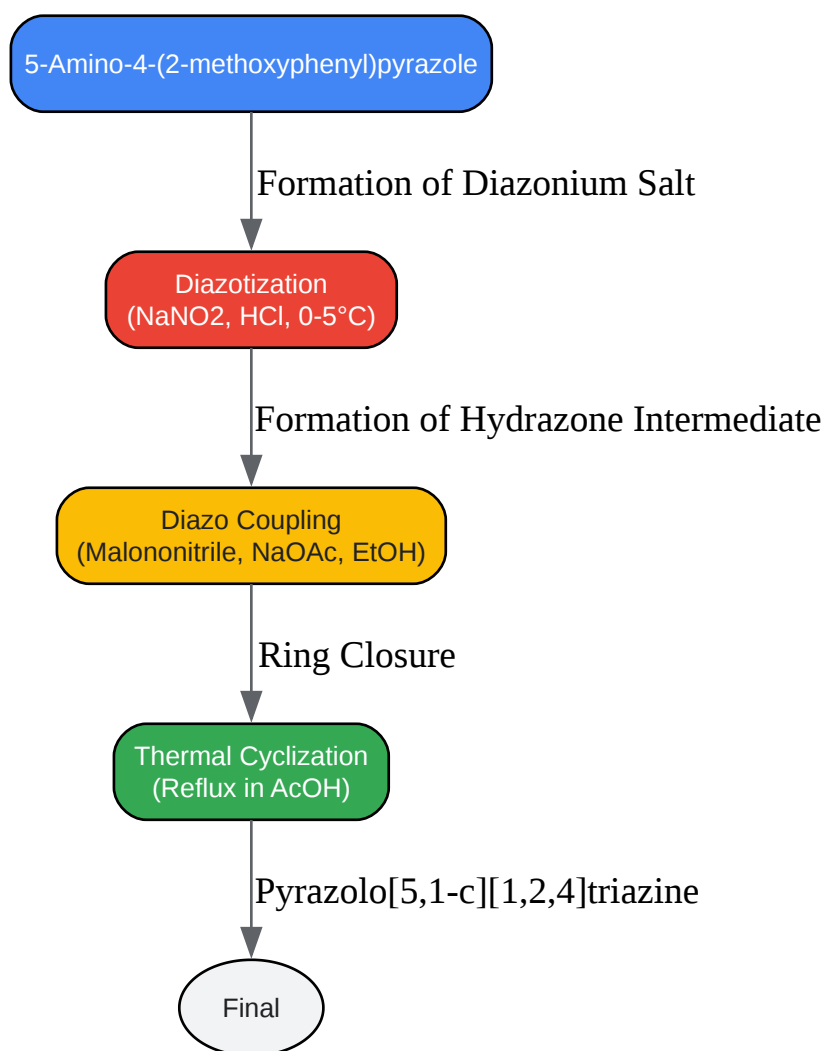 5-Amino-4-(2-methoxyphenyl)pyrazole
Formation of Diazonium Salt
Diazotization
(NaNO2, HCl, 0-5°C)
Formation of Hydrazone Intermediate
Diazo Coupling
(Malononitrile, NaOAc, EtOH)
Ring Closure
Thermal Cyclization
(Reflux in AcOH)
Pyrazolo[5,1-c][1,2,4]triazine
Final